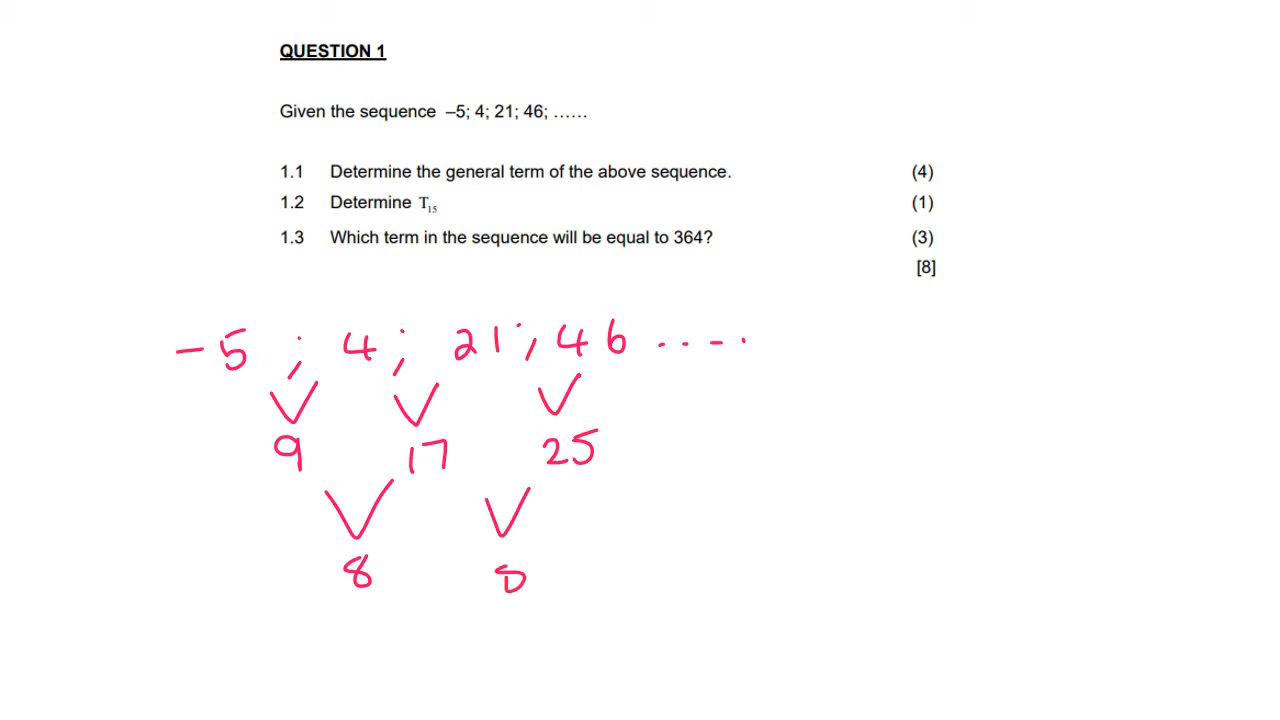 QUESTION 1
Given the sequence –5; 4; 21; 46; ……
1.1 Determine the general term of the above sequence. (4)
1.2 Determine T₁₅ (1)
1.3 Which term in the sequence will be equal to 364? (3)
[8]
-5 ; 4 ; 21 ; 46 .....
9 17 25
8 8